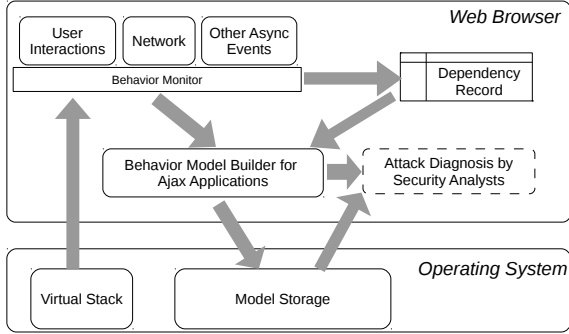 Web Browser
User
Interactions
Network
Other Async
Events
Behavior Monitor
Dependency
Record
Behavior Model Builder for
Ajax Applications
Attack Diagnosis by
Security Analysts
Operating System
Virtual Stack
Model Storage